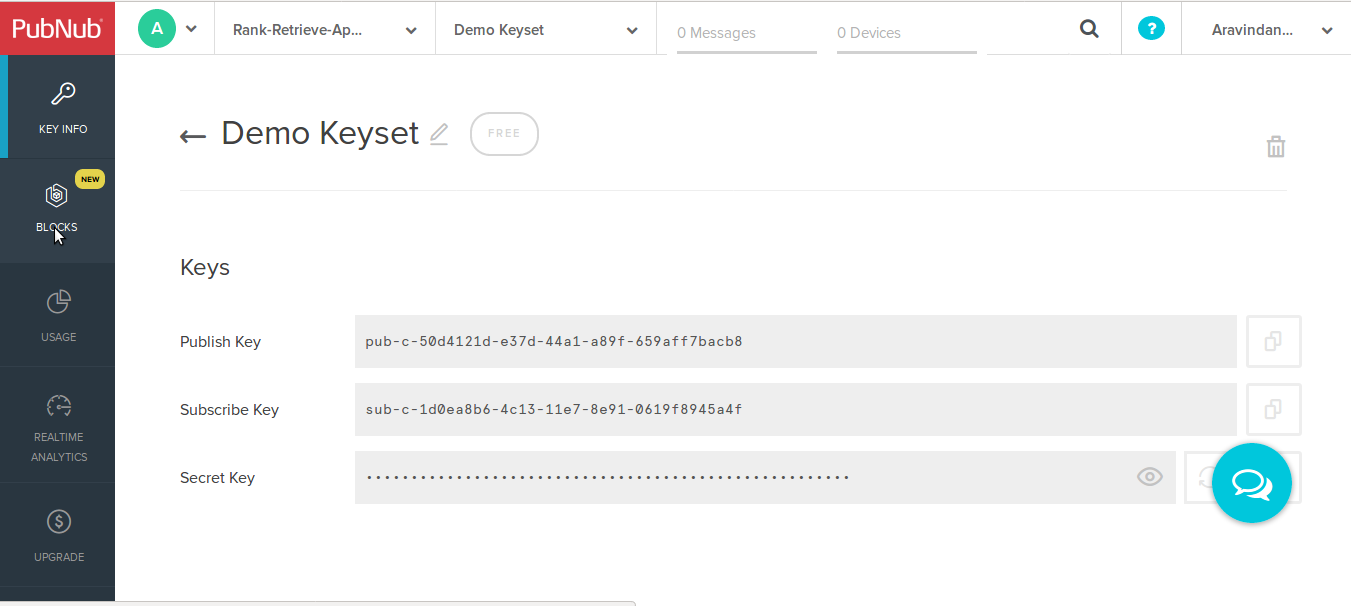 PubNub
A
Rank-Retrieve-Ap...
Demo Keyset
0 Messages
0 Devices
?
Aravindan...
KEY INFO
NEW
BLOCKS
USAGE
REALTIME
ANALYTICS
$
UPGRADE
Demo Keyset
FREE
Keys
Publish Key
pub-c-50d4121d-e37d-44a1-a89f-659aff7bacb8
Subscribe Key
sub-c-1d0ea8b6-4c13-11e7-8e91-0619f8945a4f
Secret Key